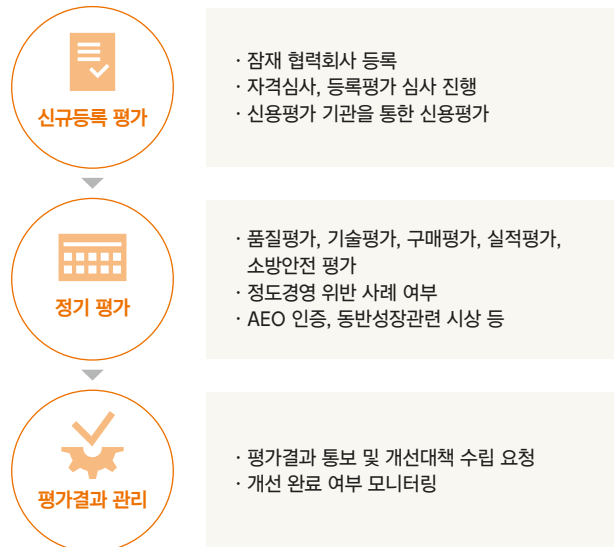 신규등록 평가
· 잠재 협력회사 등록
· 자격심사, 등록평가 심사 진행
· 신용평가 기관을 통한 신용평가
정기 평가
· 품질평가, 기술평가, 구매평가, 실적평가,
소방안전 평가
· 정도경영 위반 사례 여부
· AEO 인증, 동반성장관련 시상 등
평가결과 관리
· 평가결과 통보 및 개선대책 수립 요청
· 개선 완료 여부 모니터링